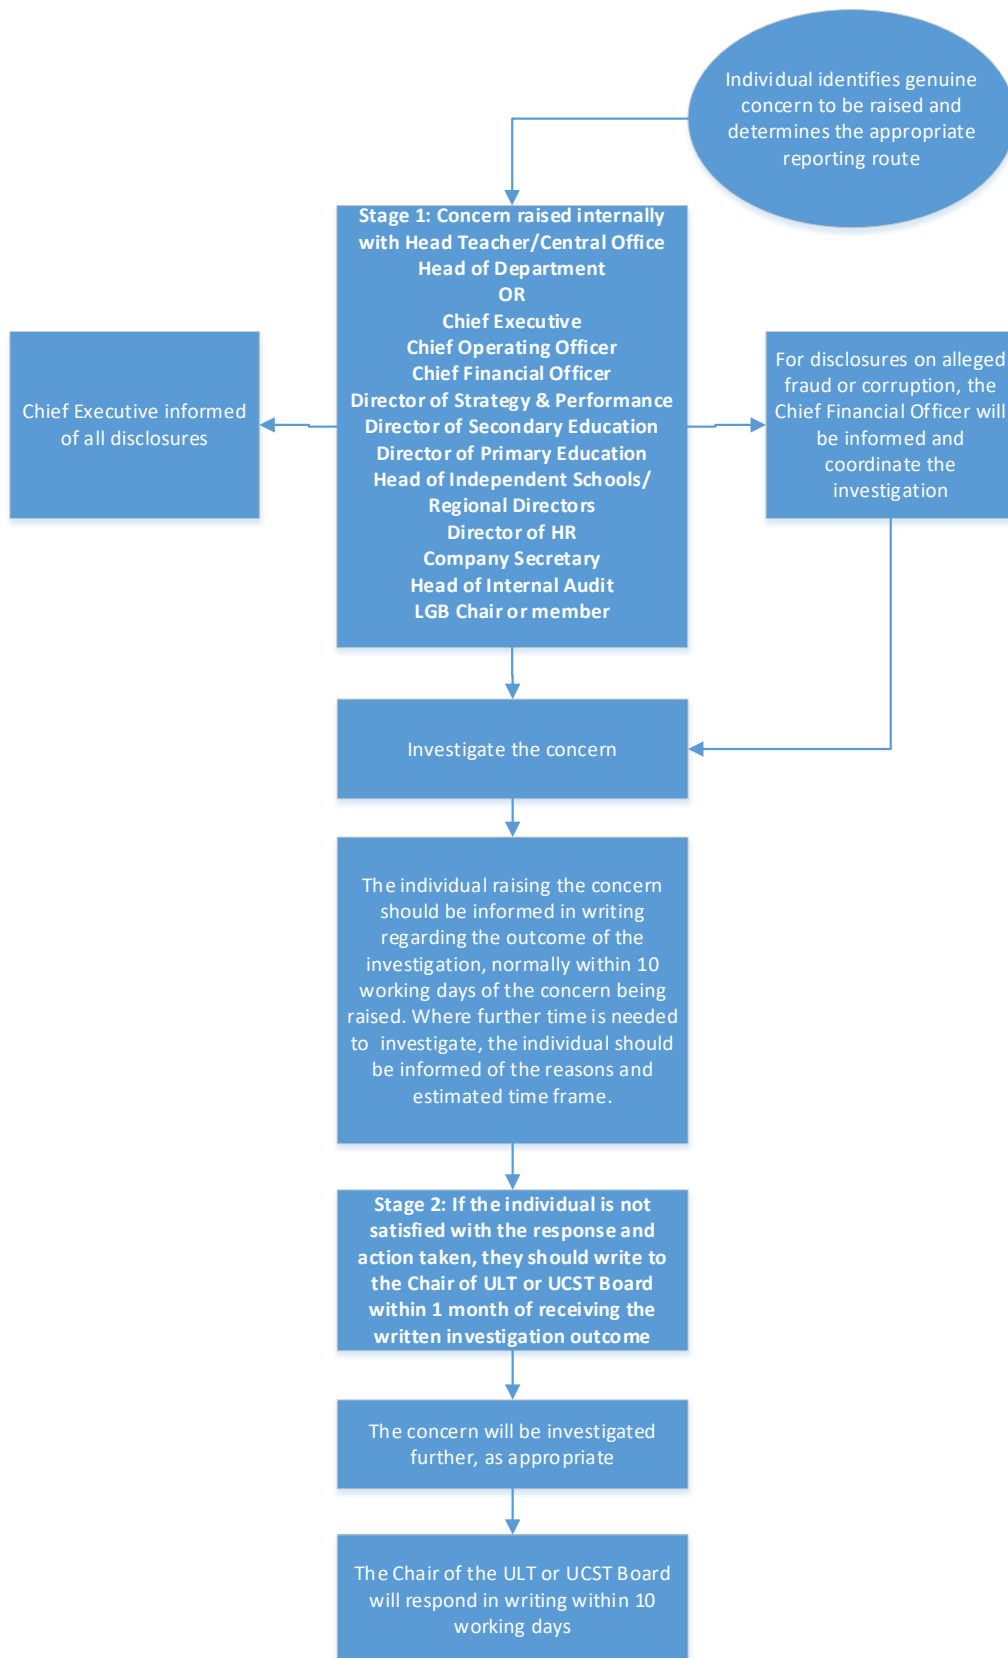 Individual identifies genuine
concern to be raised and
determines the appropriate
reporting route
Stage 1: Concern raised internally
with Head Teacher/Central Office
Head of Department
OR
Chief Executive
Chief Operating Officer
Chief Financial Officer
Director of Strategy & Performance
Director of Secondary Education
Director of Primary Education
Head of Independent Schools/
Regional Directors
Director of HR
Company Secretary
Head of Internal Audit
LGB Chair or member
Chief Executive informed
of all disclosures
For disclosures on alleged
fraud or corruption, the
Chief Financial Officer will
be informed and
coordinate the
investigation
Investigate the concern
The individual raising the concern
should be informed in writing
regarding the outcome of the
investigation, normally within 10
working days of the concern being
raised. Where further time is needed
to investigate, the individual should
be informed of the reasons and
estimated time frame.
Stage 2: If the individual is not
satisfied with the response and
action taken, they should write to
the Chair of ULT or UCST Board
within 1 month of receiving the
written investigation outcome
The concern will be investigated
further, as appropriate
The Chair of the ULT or UCST Board
will respond in writing within 10
working days